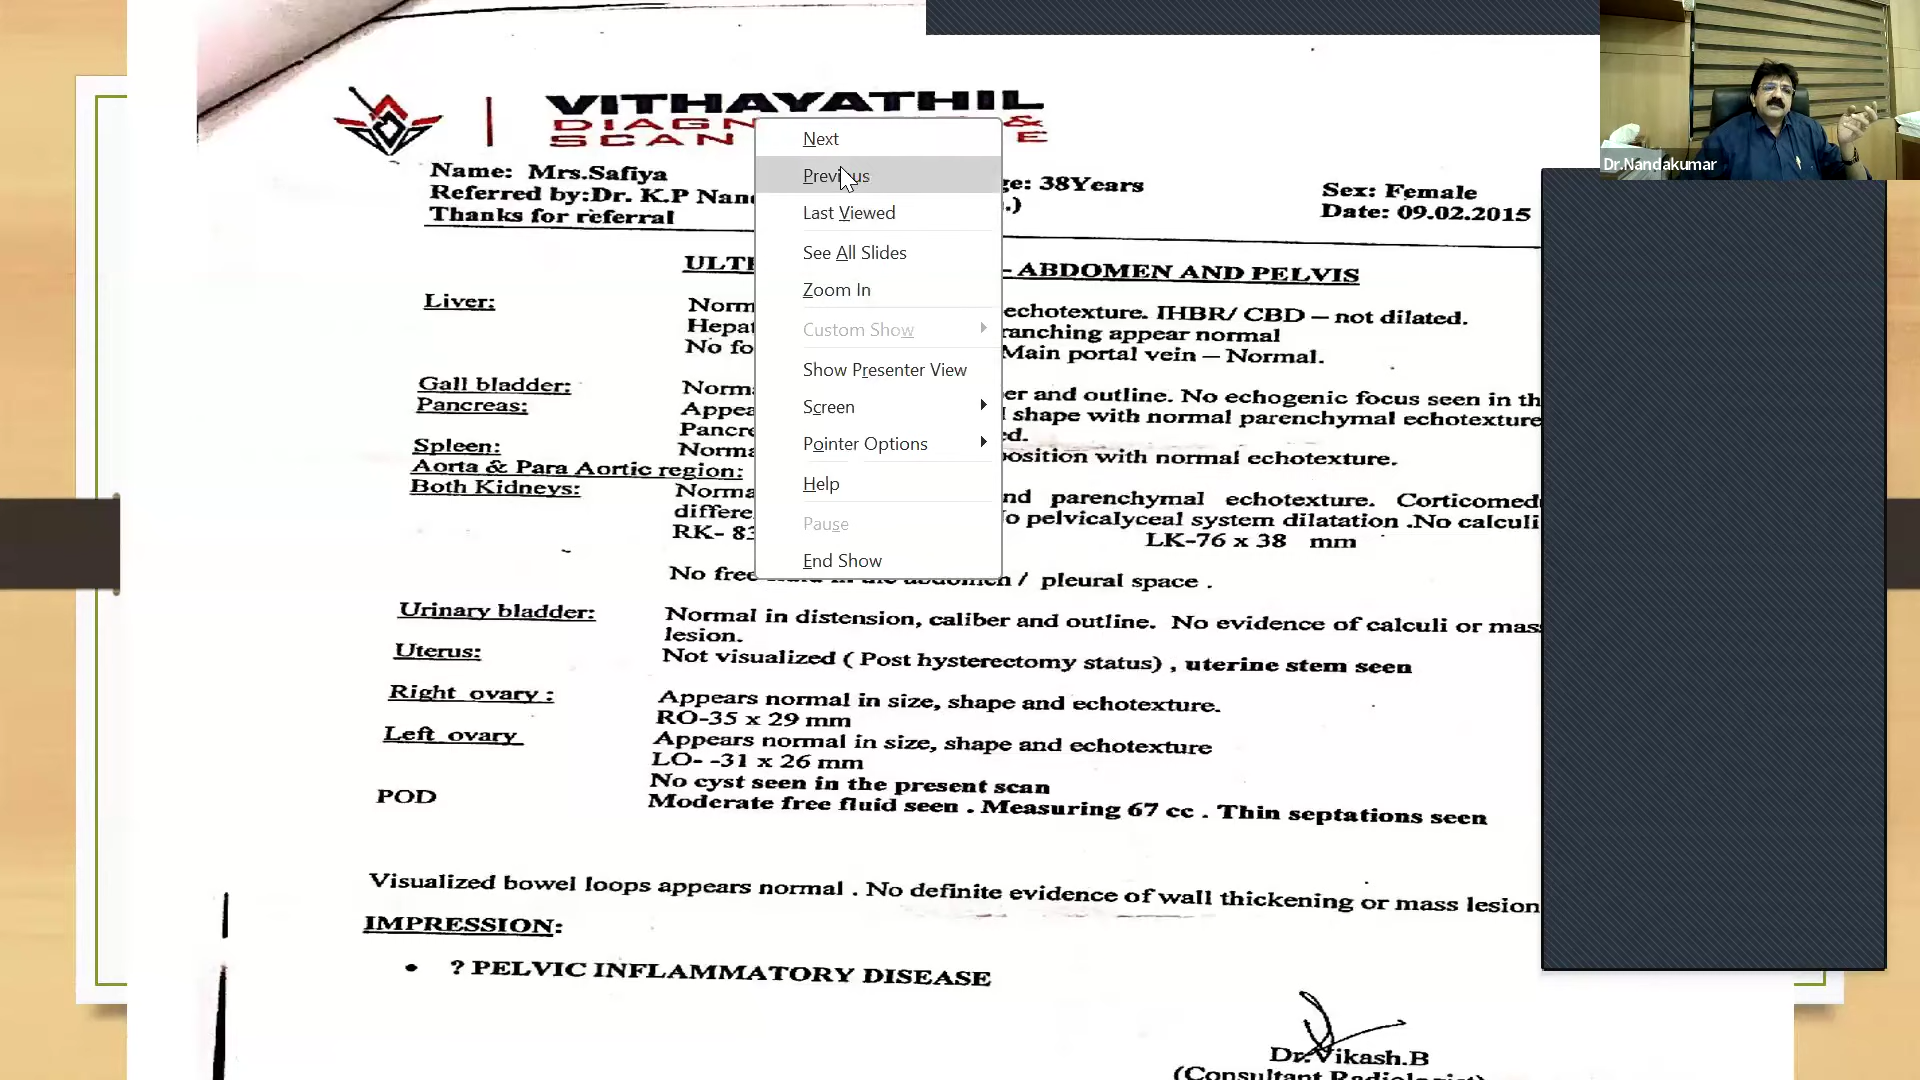 VITHAYATHIL
DIAGN &
SCAN E
Name: Mrs.Safiya ge: 38Years Sex: Female
Referred by:Dr. K.P Nan .) Date: 09.02.2015
Thanks for referral
ULT - ABDOMEN AND PELVIS
Liver: Norm echotexture. IHBR/ CBD – not dilated.
Hepat ranching appear normal
No fo Main portal vein – Normal.
Gall bladder: Norm er and outline. No echogenic focus seen in th
Pancreas: Appea shape with normal parenchymal echotexture
Pancre d.
Spleen: Norma osition with normal echotexture.
Aorta & Para Aortic region:
Both Kidneys: Norma nd parenchymal echotexture. Corticomed
differe o pelvicalyceal system dilatation .No calculi
RK- 83 LK-76 x 38 mm
No free / pleural space .
Urinary bladder: Normal in distension, caliber and outline. No evidence of calculi or mas
lesion.
Uterus: Not visualized ( Post hysterectomy status) , uterine stem seen
Right ovary : Appears normal in size, shape and echotexture.
RO-35 x 29 mm
Left ovary Appears normal in size, shape and echotexture
LO- -31 x 26 mm
No cyst seen in the present scan
POD Moderate free fluid seen . Measuring 67 cc . Thin septations seen
Visualized bowel loops appears normal . No definite evidence of wall thickening or mass lesion
IMPRESSION:
• ? PELVIC INFLAMMATORY DISEASE
Dr.Vikash.B
(Consultant Radiologist)
Next
Previous
Last Viewed
See All Slides
Zoom In
Custom Show
Show Presenter View
Screen
Pointer Options
Help
Pause
End Show
Dr.Nandakumar